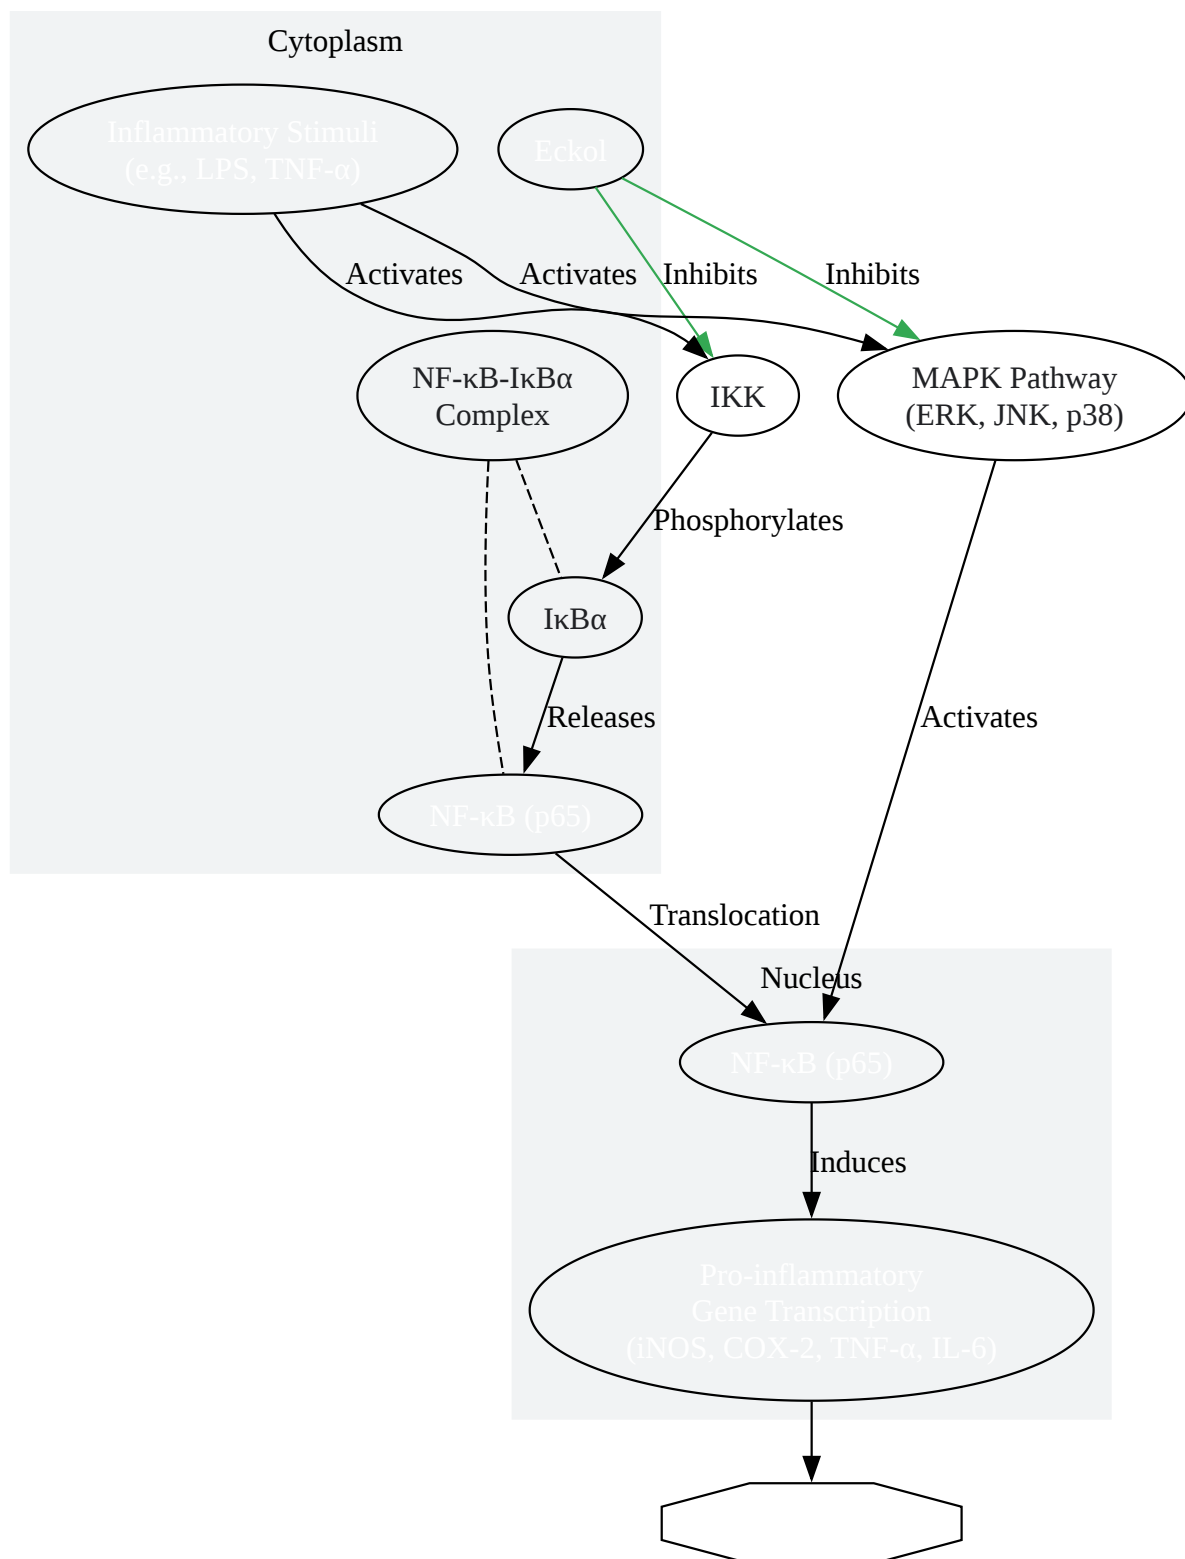 Cytoplasm
Inflammatory Stimuli
(e.g., LPS, TNF-α)
Eckol
Activates
Activates
Inhibits
Inhibits
NF-κB-IκBα
Complex
IKK
MAPK Pathway
(ERK, JNK, p38)
Phosphorylates
IκBα
Releases
Activates
NF-κB (p65)
Translocation
Nucleus
NF-κB (p65)
Induces
Pro-inflammatory
Gene Transcription
(iNOS, COX-2, TNF-α, IL-6)